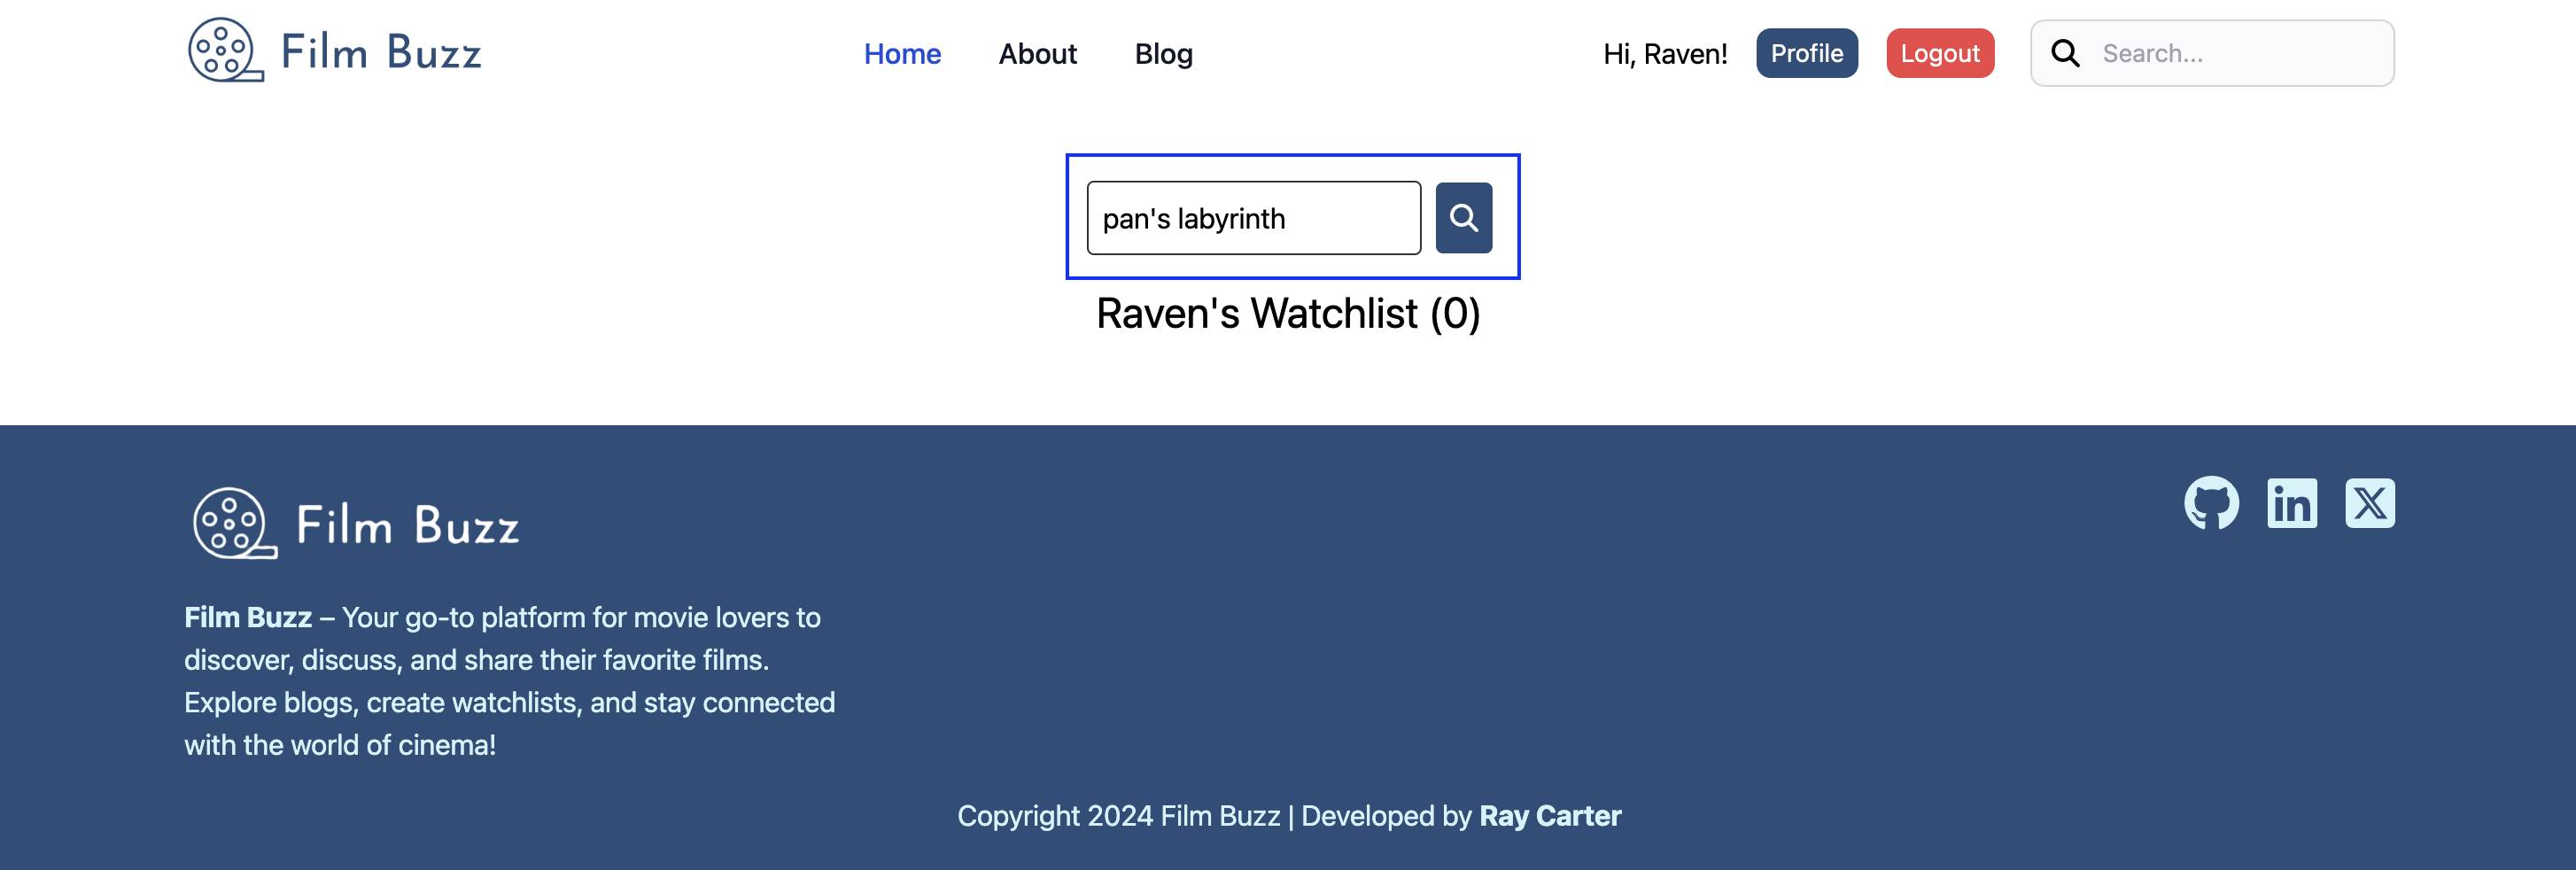 Film Buzz
Home About Blog
Hi, Raven! Profile Logout Search...
pan's labyrinth
Raven's Watchlist (0)
Film Buzz
Film Buzz – Your go-to platform for movie lovers to
discover, discuss, and share their favorite films.
Explore blogs, create watchlists, and stay connected
with the world of cinema!
in X
Copyright 2024 Film Buzz | Developed by Ray Carter